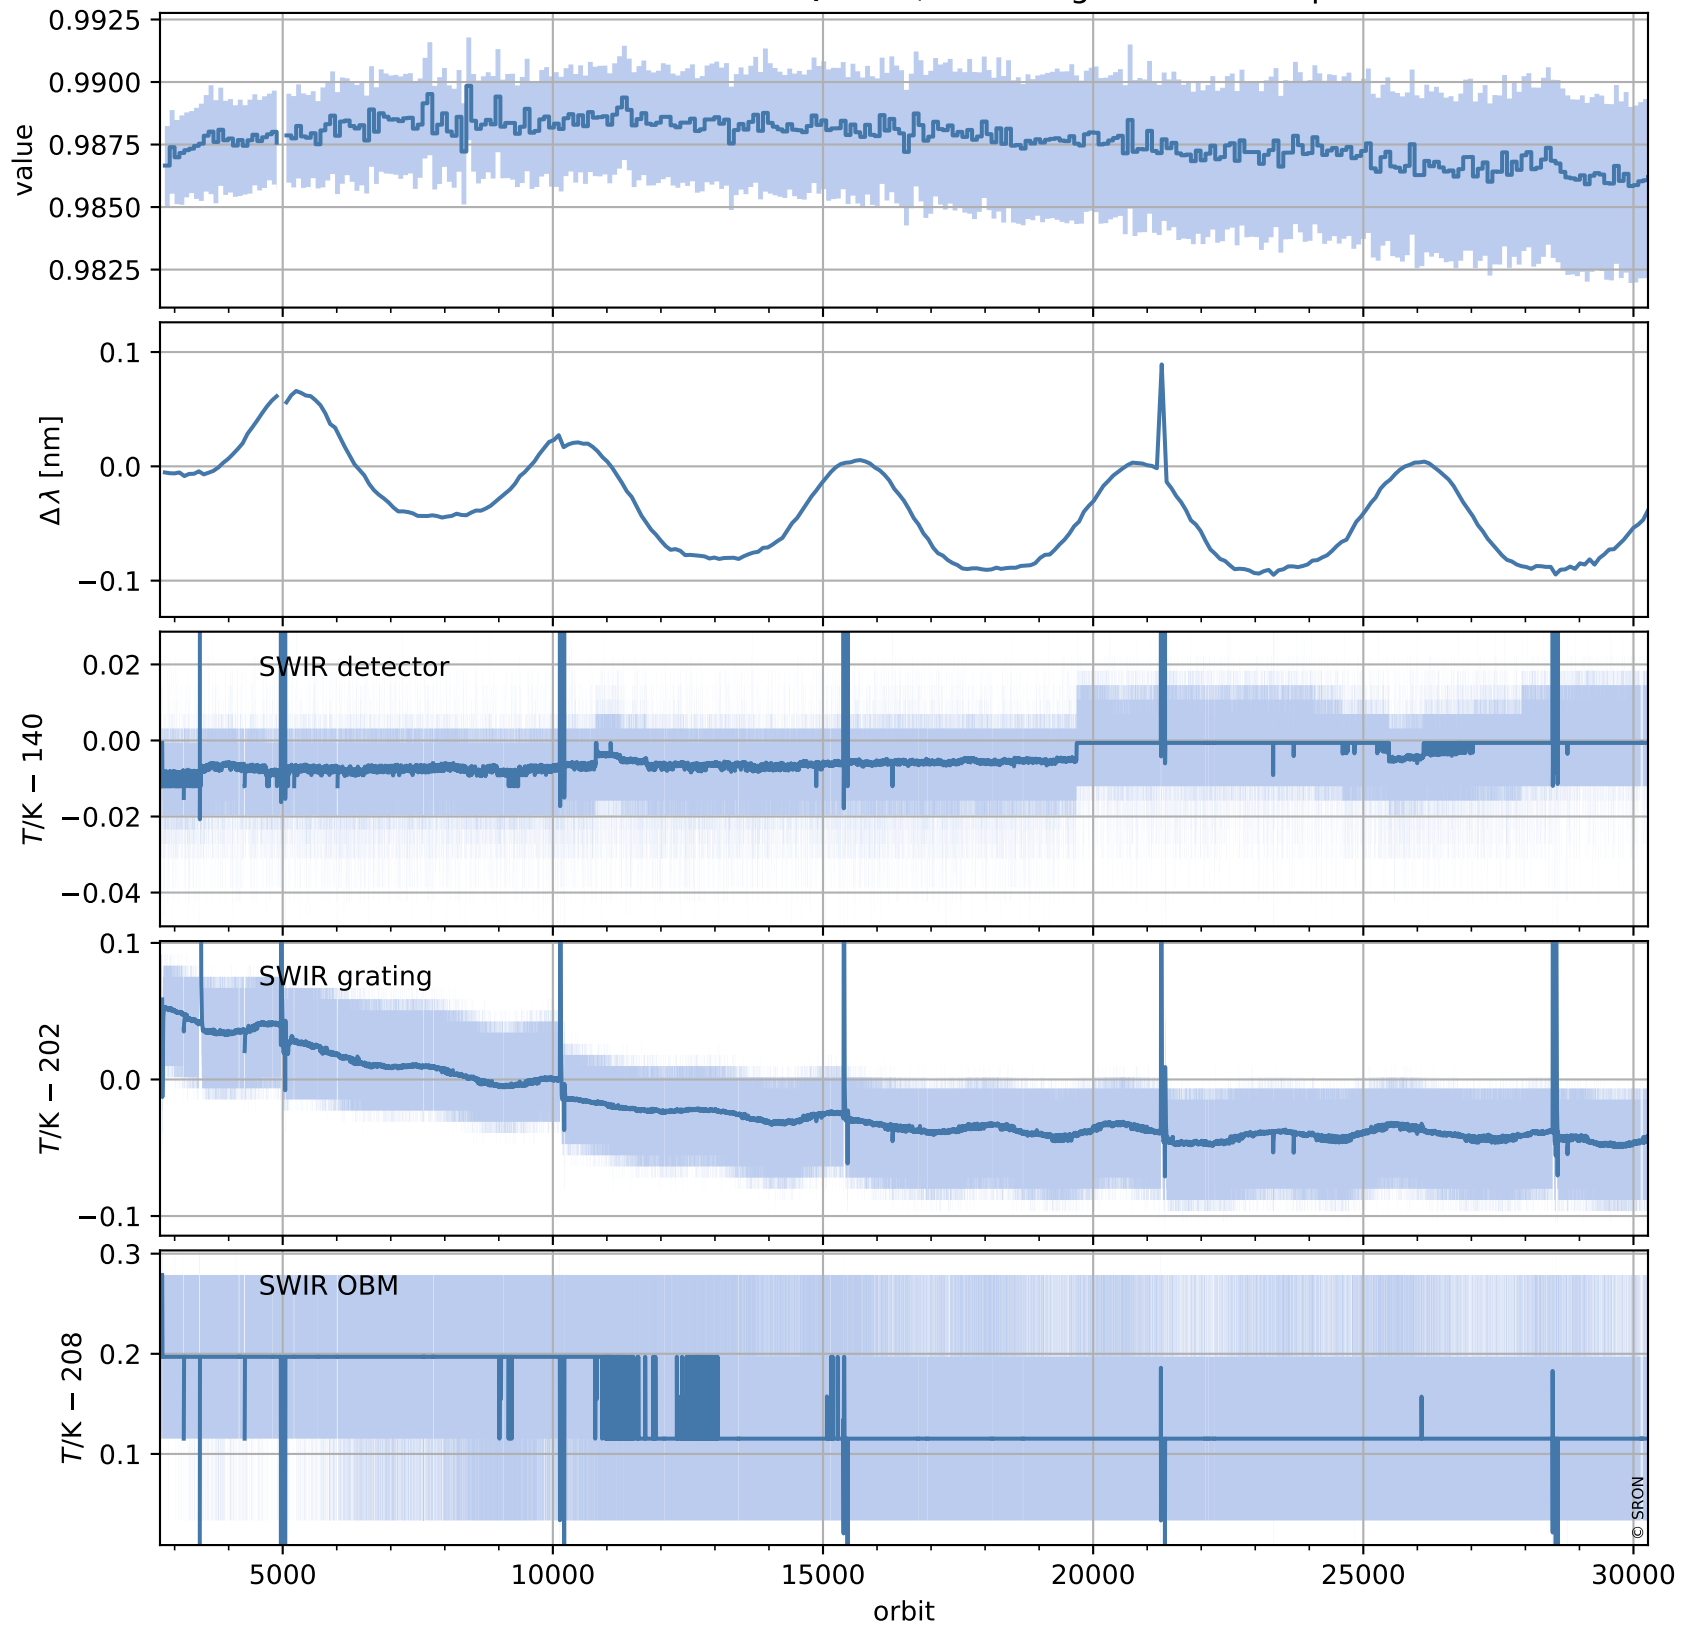 0.9925
0.9900
0.9875
0.9850
0.9825
value
0.1
0.0
−0.1
Δλ [nm]
SWIR detector
0.02
0.00
−0.02
−0.04
T/K − 140
SWIR grating
0.1
0.0
−0.1
T/K − 202
SWIR OBM
0.3
0.2
0.1
T/K − 208
© SRON
5000 10000 15000 20000 25000 30000
orbit